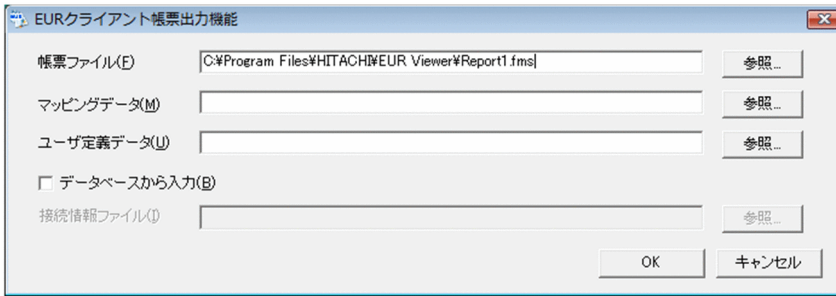 EURクライアント帳票出力機能
帳票ファイル(F) C:¥Program Files¥HITACHI¥EUR Viewer¥Report1.fms 参照...
マッピングデータ(M) 参照...
ユーザ定義データ(U) 参照...
データベースから入力(B)
接続情報ファイル(I) 参照...
OK キャンセル